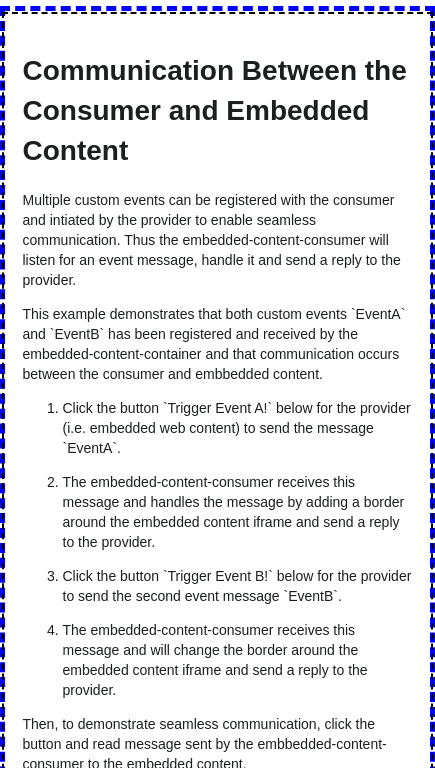 Communication Between the
Consumer and Embedded
Content
Multiple custom events can be registered with the consumer
and intiated by the provider to enable seamless
communication. Thus the embedded-content-consumer will
listen for an event message, handle it and send a reply to the
provider.
This example demonstrates that both custom events `EventA`
and `EventB` has been registered and received by the
embedded-content-container and that communication occurs
between the consumer and embbedded content.
1. Click the button `Trigger Event A!` below for the provider
(i.e. embedded web content) to send the message
`EventA`.
2. The embedded-content-consumer receives this
message and handles the message by adding a border
around the embedded content iframe and send a reply
to the provider.
3. Click the button `Trigger Event B!` below for the provider
to send the second event message `EventB`.
4. The embedded-content-consumer receives this
message and will change the border around the
embedded content iframe and send a reply to the
provider.
Then, to demonstrate seamless communication, click the
button and read message sent by the embbedded-content-
consumer to the embedded content.